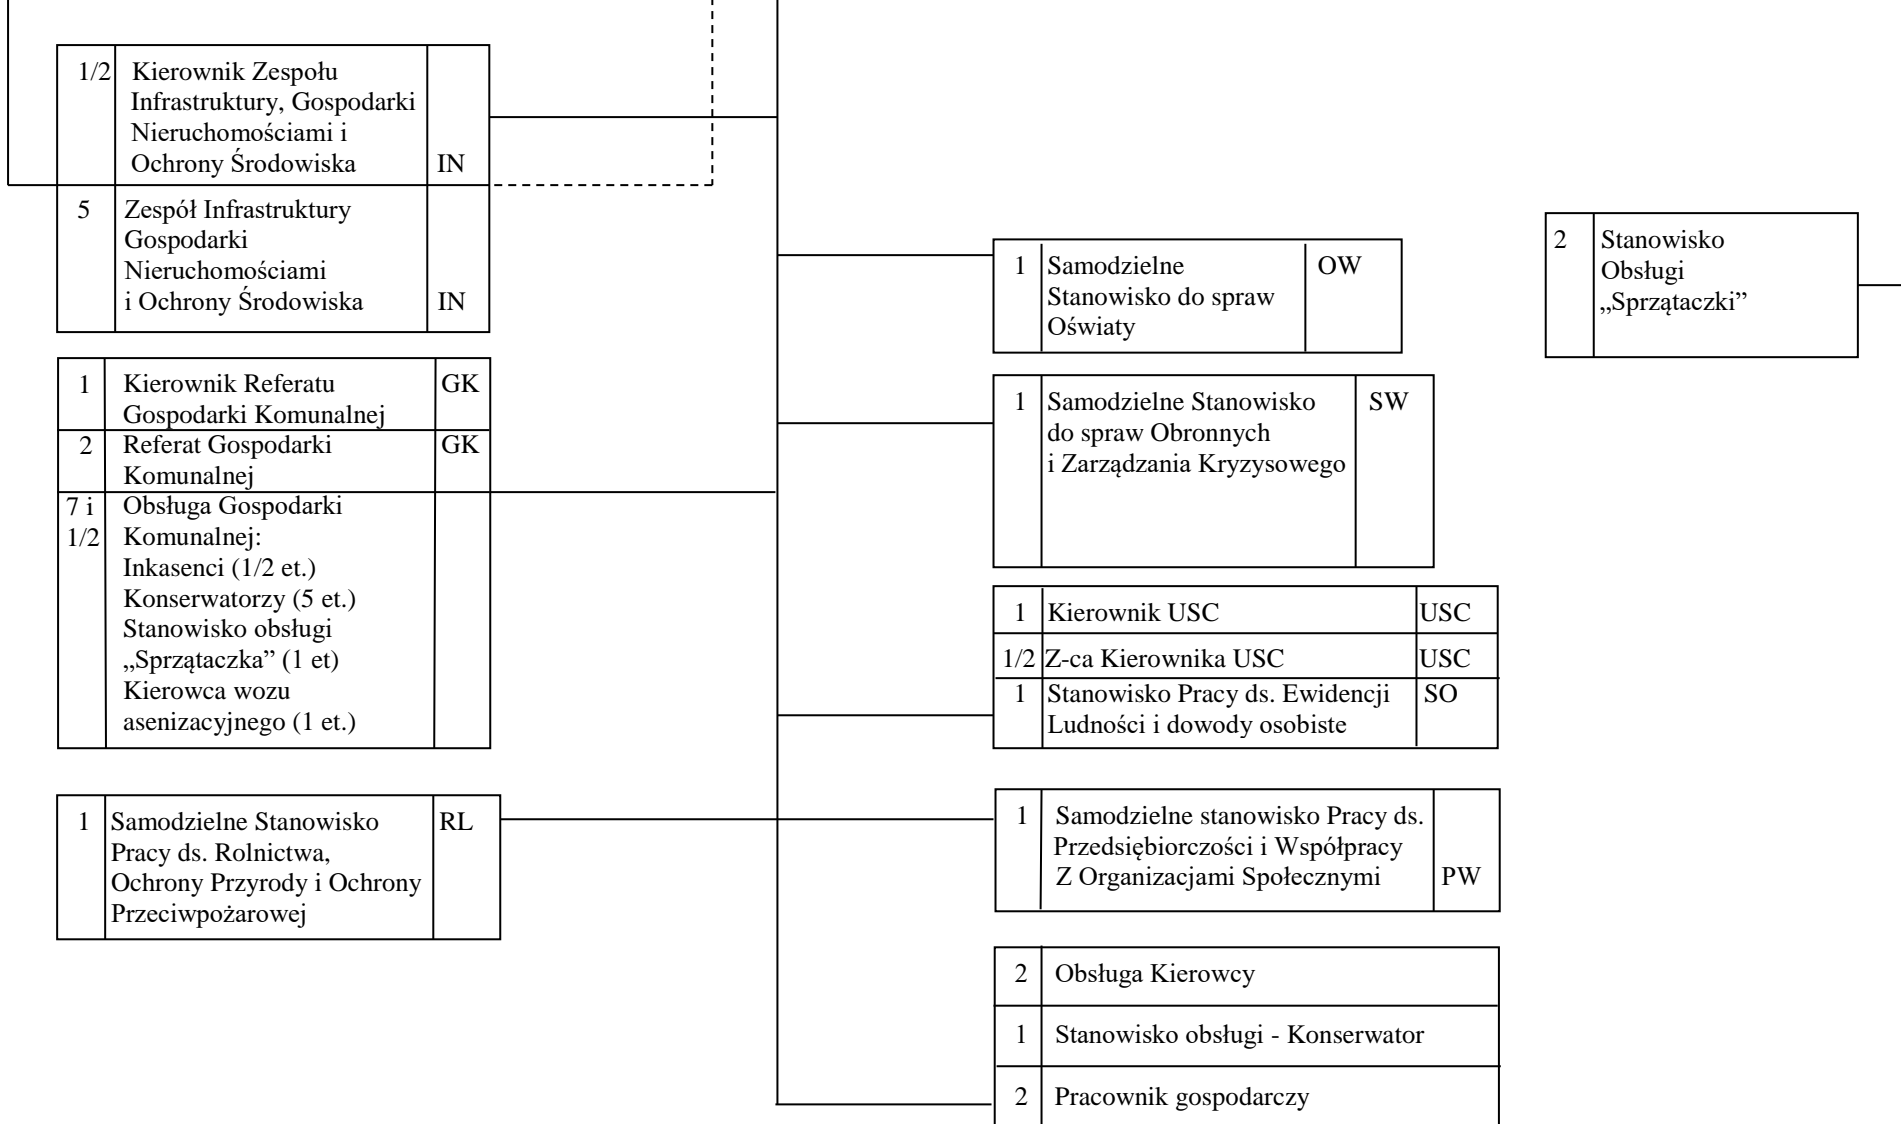 1/2 Kierownik Zespołu
Infrastruktury, Gospodarki
Nieruchomościami i
Ochrony Środowiska IN
5 Zespół Infrastruktury
Gospodarki
Nieruchomościami
i Ochrony Środowiska IN
1 Kierownik Referatu GK
Gospodarki Komunalnej
2 Referat Gospodarki GK
Komunalnej
7 i Obsługa Gospodarki
1/2 Komunalnej:
Inkasenci (1/2 et.)
Konserwatorzy (5 et.)
Stanowisko obsługi
„Sprzątaczka” (1 et)
Kierowca wozu
asenizacyjnego (1 et.)
1 Samodzielne Stanowisko RL
Pracy ds. Rolnictwa,
Ochrony Przyrody i Ochrony
Przeciwpożarowej
1 Samodzielne OW
Stanowisko do spraw
Oświaty
1 Samodzielne Stanowisko SW
do spraw Obronnych
i Zarządzania Kryzysowego
1 Kierownik USC USC
1/2 Z-ca Kierownika USC USC
1 Stanowisko Pracy ds. Ewidencji SO
Ludności i dowody osobiste
1 Samodzielne stanowisko Pracy ds.
Przedsiębiorczości i Współpracy
Z Organizacjami Społecznymi PW
2 Obsługa Kierowcy
1 Stanowisko obsługi - Konserwator
2 Pracownik gospodarczy
2 Stanowisko
Obsługi
„Sprzątaczki”